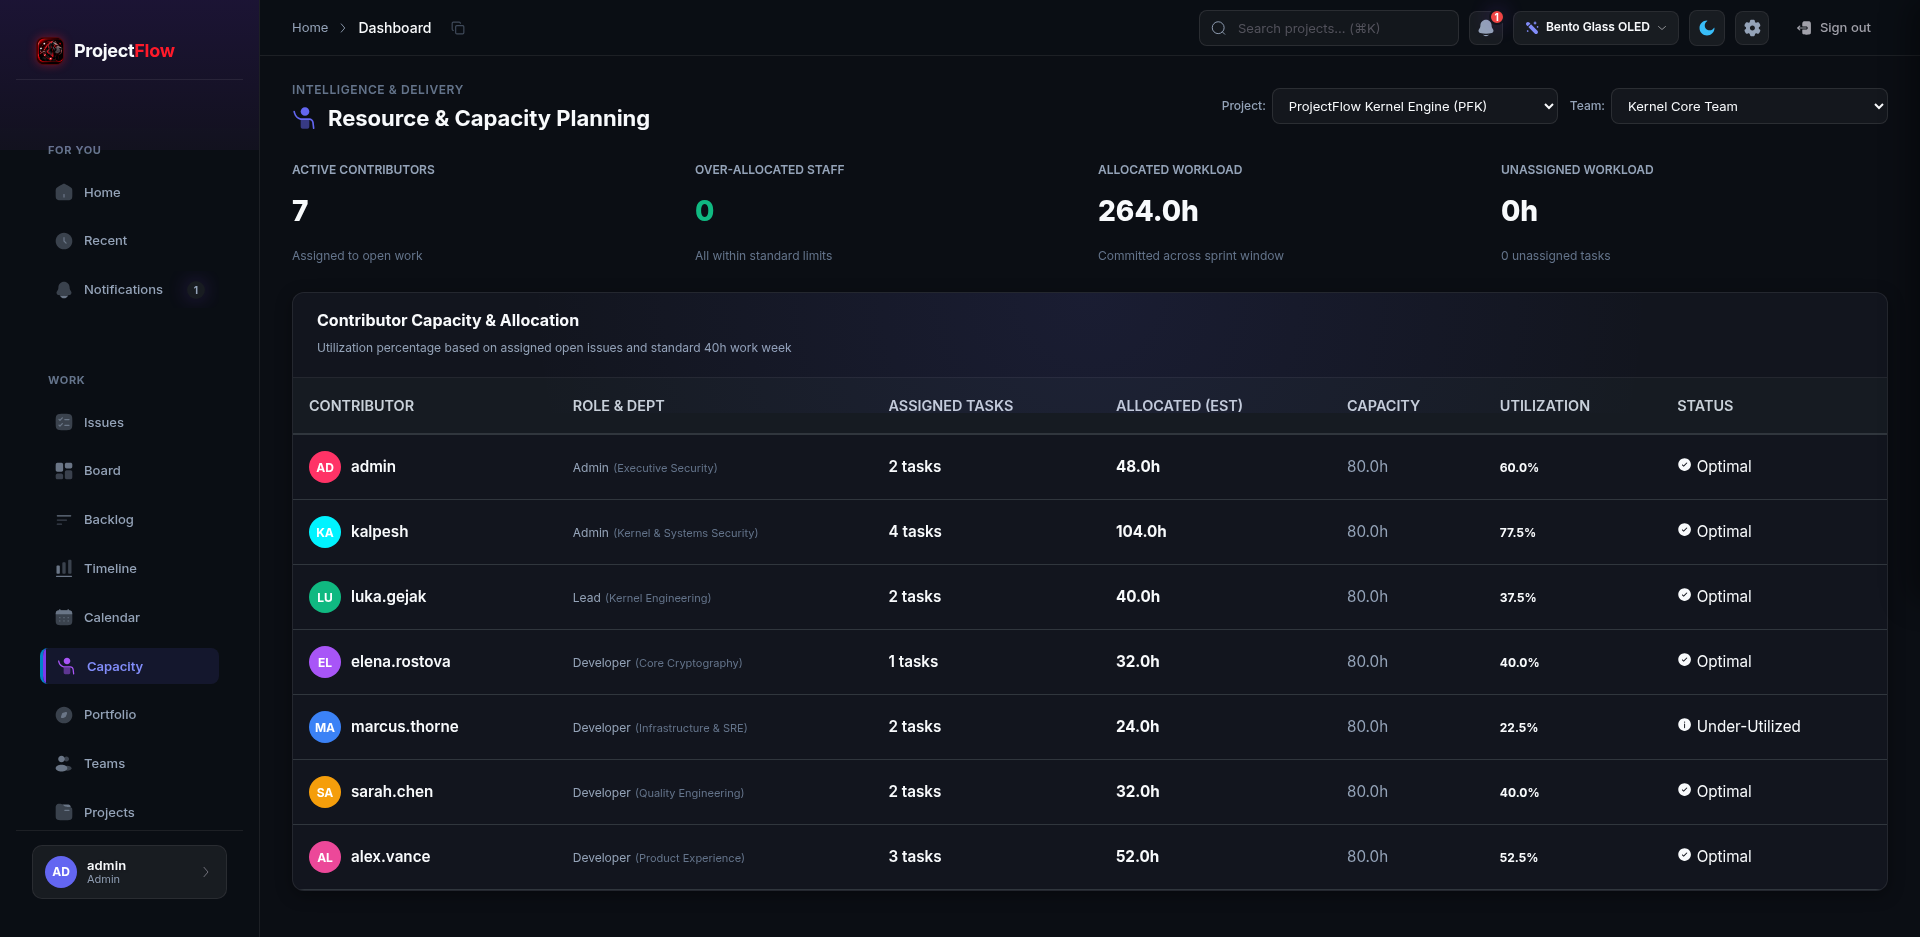 ProjectFlow
FOR YOU
Home
Recent
Notifications 1
WORK
Issues
Board
Backlog
Timeline
Calendar
Capacity
Portfolio
Teams
Projects
AD admin
Admin
Home > Dashboard
Search projects... (⌘K)
1
Bento Glass OLED
Sign out
INTELLIGENCE & DELIVERY
Resource & Capacity Planning
Project: ProjectFlow Kernel Engine (PFK) Team: Kernel Core Team
ACTIVE CONTRIBUTORS
7
Assigned to open work
OVER-ALLOCATED STAFF
0
All within standard limits
ALLOCATED WORKLOAD
264.0h
Committed across sprint window
UNASSIGNED WORKLOAD
0h
0 unassigned tasks
Contributor Capacity & Allocation
Utilization percentage based on assigned open issues and standard 40h work week
CONTRIBUTOR ROLE & DEPT ASSIGNED TASKS ALLOCATED (EST) CAPACITY UTILIZATION STATUS
AD admin Admin (Executive Security) 2 tasks 48.0h 80.0h 60.0% Optimal
KA kalpesh Admin (Kernel & Systems Security) 4 tasks 104.0h 80.0h 77.5% Optimal
LU luka.gejak Lead (Kernel Engineering) 2 tasks 40.0h 80.0h 37.5% Optimal
EL elena.rostova Developer (Core Cryptography) 1 tasks 32.0h 80.0h 40.0% Optimal
MA marcus.thorne Developer (Infrastructure & SRE) 2 tasks 24.0h 80.0h 22.5% Under-Utilized
SA sarah.chen Developer (Quality Engineering) 2 tasks 32.0h 80.0h 40.0% Optimal
AL alex.vance Developer (Product Experience) 3 tasks 52.0h 80.0h 52.5% Optimal